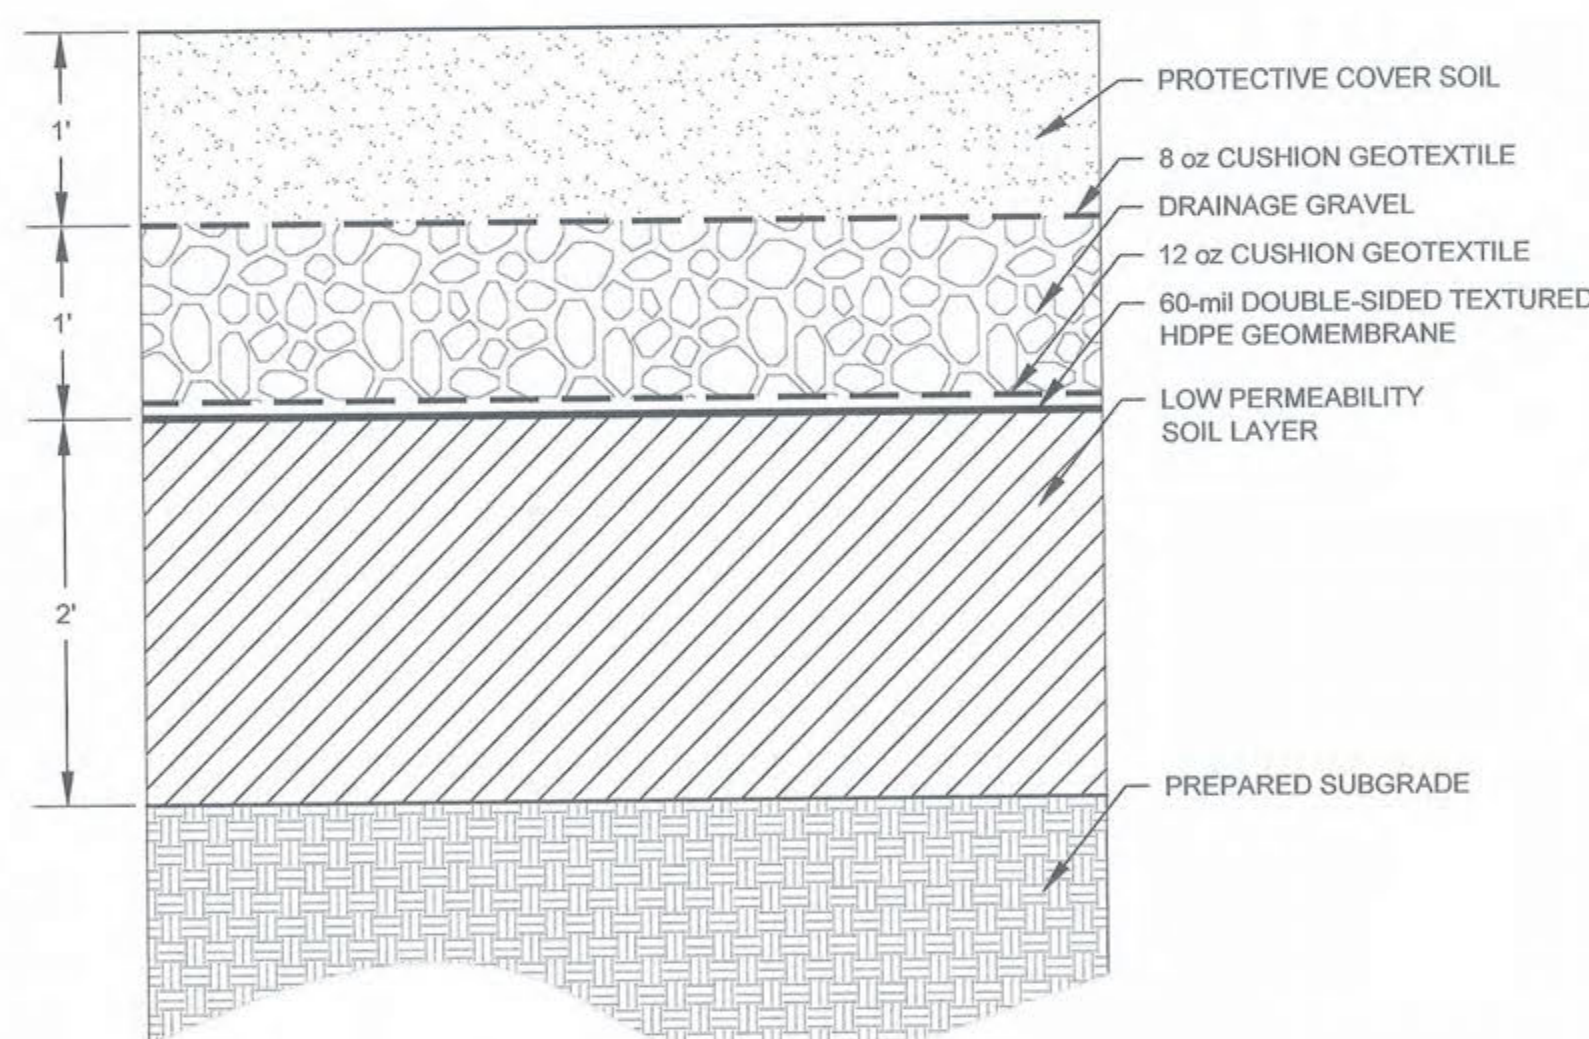 1'
1'
2'
PROTECTIVE COVER SOIL
8 oz CUSHION GEOTEXTILE
DRAINAGE GRAVEL
12 oz CUSHION GEOTEXTILE
60-mil DOUBLE-SIDED TEXTURED
HDPE GEOMEMBRANE
LOW PERMEABILITY
SOIL LAYER
PREPARED SUBGRADE